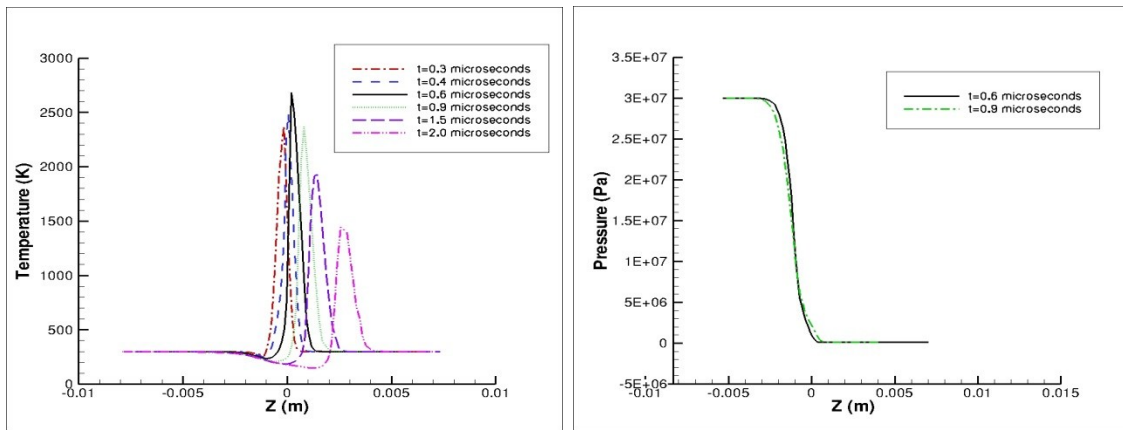 3000
2500
2000
1500
1000
500
0
Temperature (K)
t=0.3 microseconds
t=0.4 microseconds
t=0.6 microseconds
t=0.9 microseconds
t=1.5 microseconds
t=2.0 microseconds
-0.01 -0.005 0 0.005 0.01
Z (m)
3.5E+07
3E+07
2.5E+07
2E+07
1.5E+07
1E+07
5E+06
0
-5E+06
Pressure (Pa)
t=0.6 microseconds
t=0.9 microseconds
-0.01 -0.005 0 0.005 0.01 0.015
Z (m)